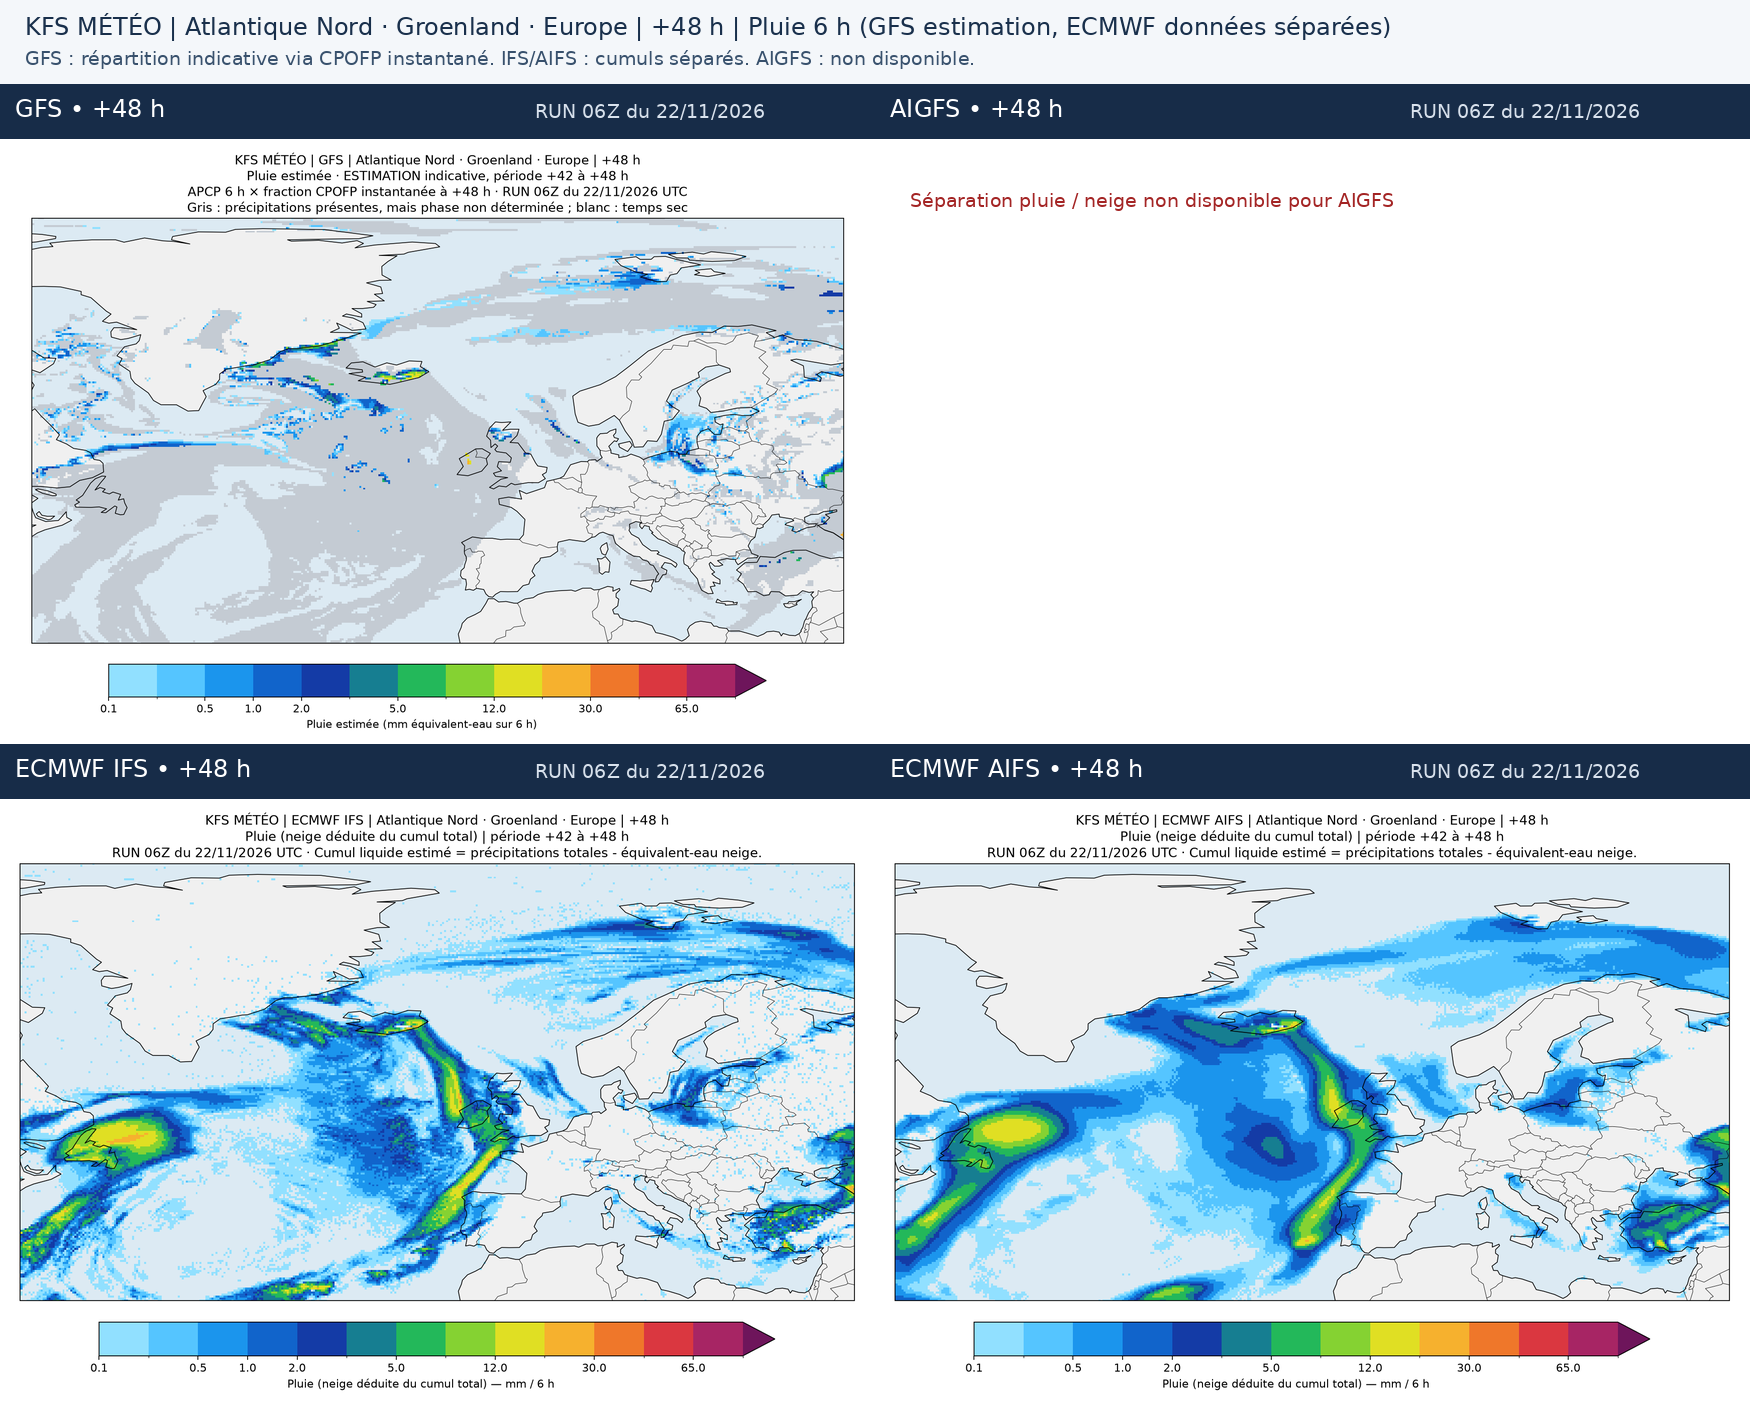 KFS MÉTÉO | Atlantique Nord · Groenland · Europe | +48 h | Pluie 6 h (GFS estimation, ECMWF données séparées)
GFS : répartition indicative via CPOFP instantané. IFS/AIFS : cumuls séparés. AIGFS : non disponible.
GFS • +48 h
RUN 06Z du 22/11/2026
AIGFS • +48 h
RUN 06Z du 22/11/2026
KFS MÉTÉO | GFS | Atlantique Nord · Groenland · Europe | +48 h
Pluie estimée · ESTIMATION indicative, période +42 à +48 h
APCP 6 h × fraction CPOFP instantanée à +48 h · RUN 06Z du 22/11/2026 UTC
Gris : précipitations présentes, mais phase non déterminée ; blanc : temps sec
Séparation pluie / neige non disponible pour AIGFS
0.1 0.5 1.0 2.0 5.0 12.0 30.0 65.0
Pluie estimée (mm équivalent-eau sur 6 h)
ECMWF IFS • +48 h
RUN 06Z du 22/11/2026
ECMWF AIFS • +48 h
RUN 06Z du 22/11/2026
KFS MÉTÉO | ECMWF IFS | Atlantique Nord · Groenland · Europe | +48 h
Pluie (neige déduite du cumul total) | période +42 à +48 h
RUN 06Z du 22/11/2026 UTC · Cumul liquide estimé = précipitations totales - équivalent-eau neige.
KFS MÉTÉO | ECMWF AIFS | Atlantique Nord · Groenland · Europe | +48 h
Pluie (neige déduite du cumul total) | période +42 à +48 h
RUN 06Z du 22/11/2026 UTC · Cumul liquide estimé = précipitations totales - équivalent-eau neige.
0.1 0.5 1.0 2.0 5.0 12.0 30.0 65.0
Pluie (neige déduite du cumul total) — mm / 6 h
0.1 0.5 1.0 2.0 5.0 12.0 30.0 65.0
Pluie (neige déduite du cumul total) — mm / 6 h